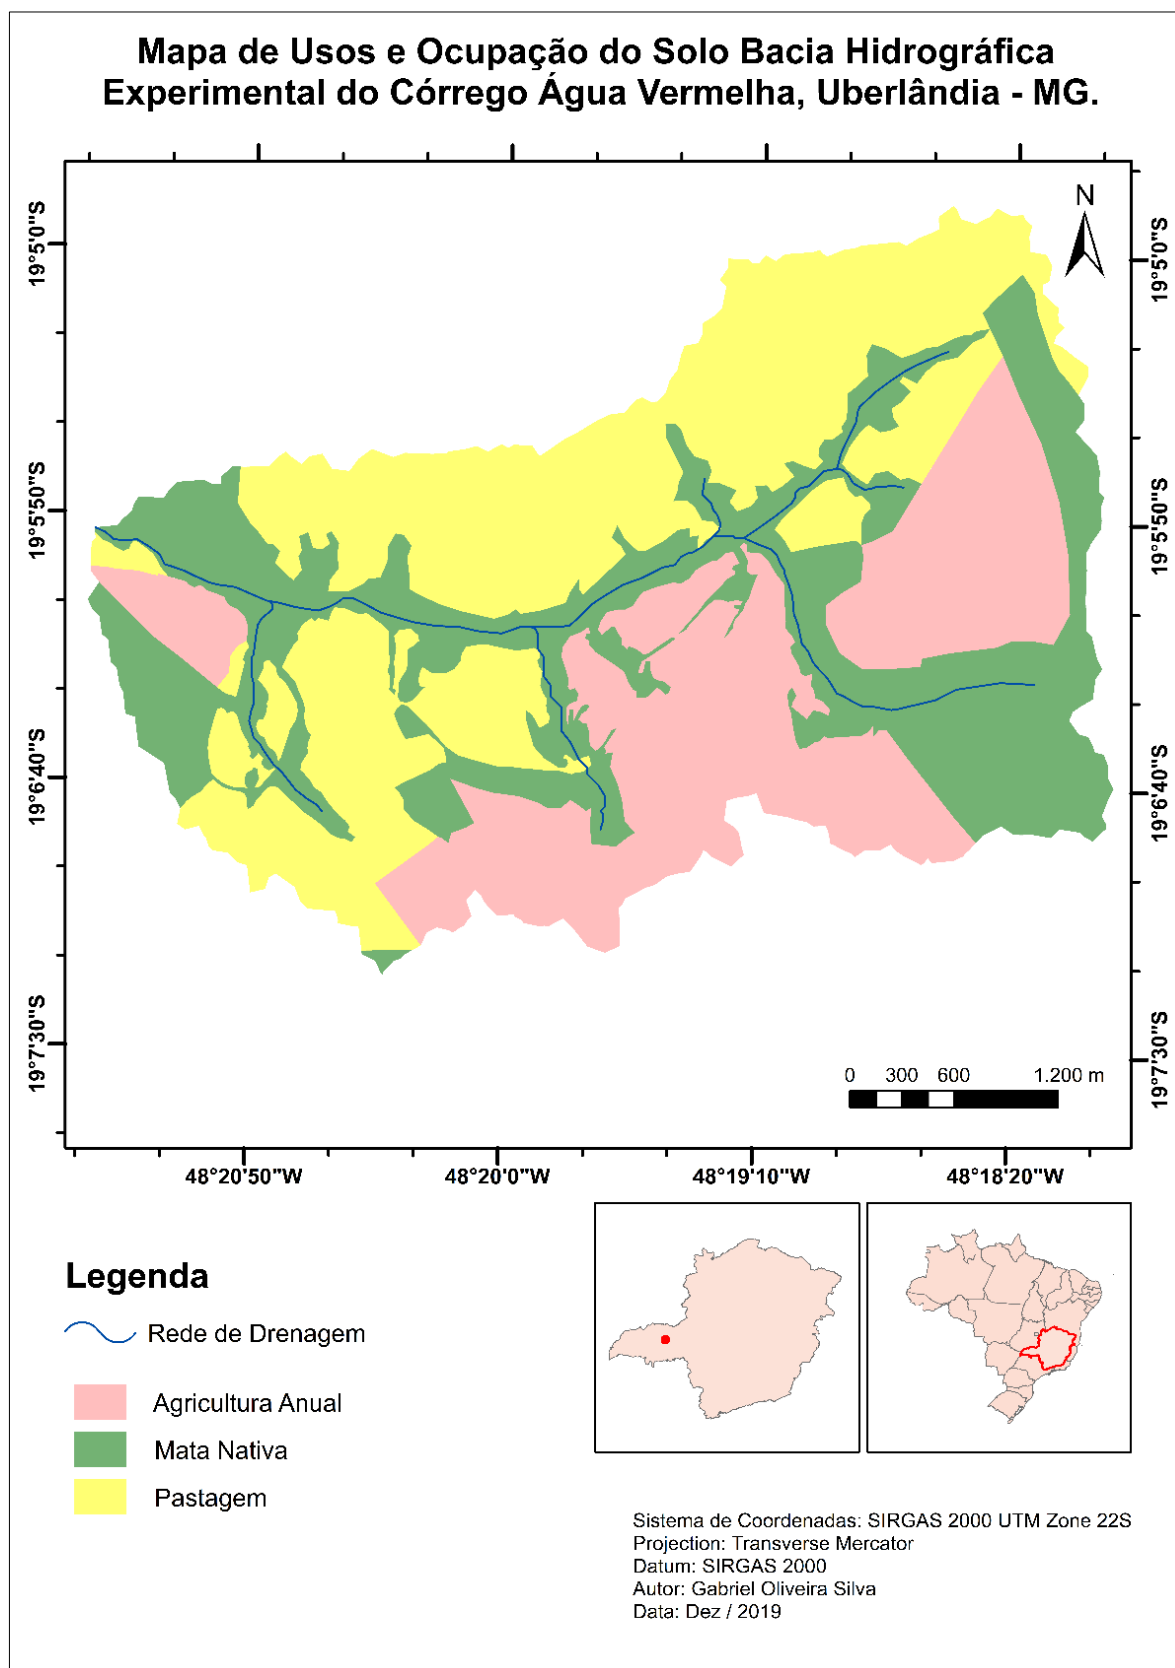 Mapa de Usos e Ocupação do Solo Bacia Hidrográfica
Experimental do Córrego Água Vermelha, Uberlândia - MG.
N
19°5'0"S
19°5'0"S
19°5'50"S
19°5'50"S
19°6'40"S
19°6'40"S
19°7'30"S
19°7'30"S
0 300 600 1.200 m
48°20'50"W 48°20'0"W 48°19'10"W 48°18'20"W
Legenda
Rede de Drenagem
Agricultura Anual
Mata Nativa
Pastagem
Sistema de Coordenadas: SIRGAS 2000 UTM Zone 22S
Projection: Transverse Mercator
Datum: SIRGAS 2000
Autor: Gabriel Oliveira Silva
Data: Dez / 2019